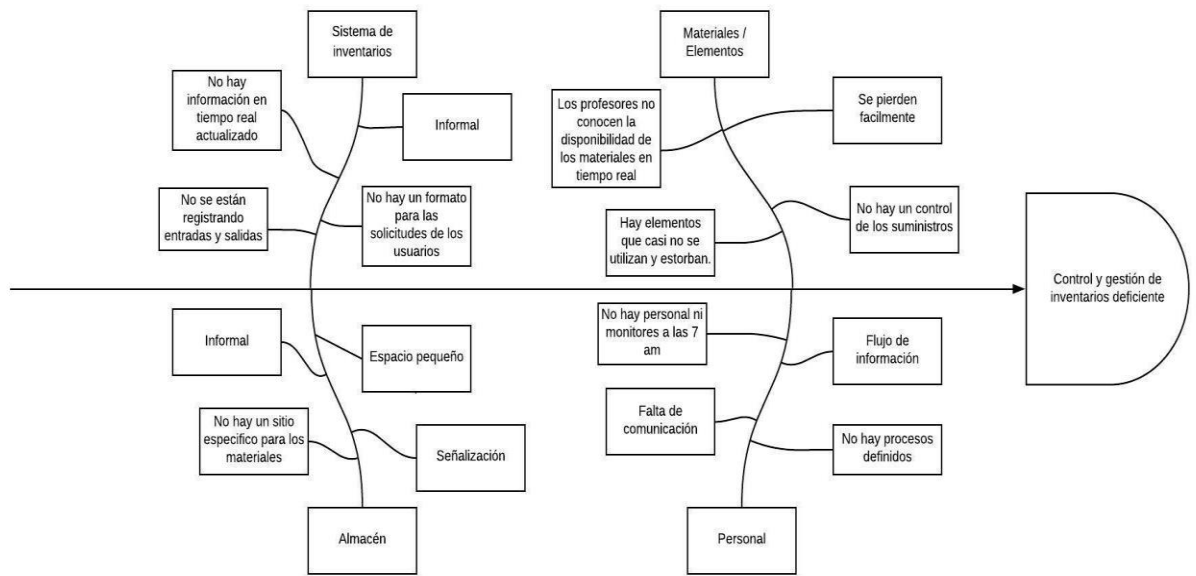 Sistema de
inventarios
Materiales /
Elementos
No hay
información en
tiempo real
actualizado
Informal
Los profesores no
conocen la
disponibilidad de
los materiales en
tiempo real
Se pierden
facilmente
No se están
registrando
entradas y salidas
No hay un formato
para las
solicitudes de los
usuarios
Hay elementos
que casi no se
utilizan y estorban.
No hay un control
de los suministros
Control y gestión de
inventarios deficiente
Informal
Espacio pequeño
No hay personal ni
monitores a las 7
am
Flujo de
información
No hay un sitio
especifico para los
materiales
Señalización
Falta de
comunicación
No hay procesos
definidos
Almacén
Personal